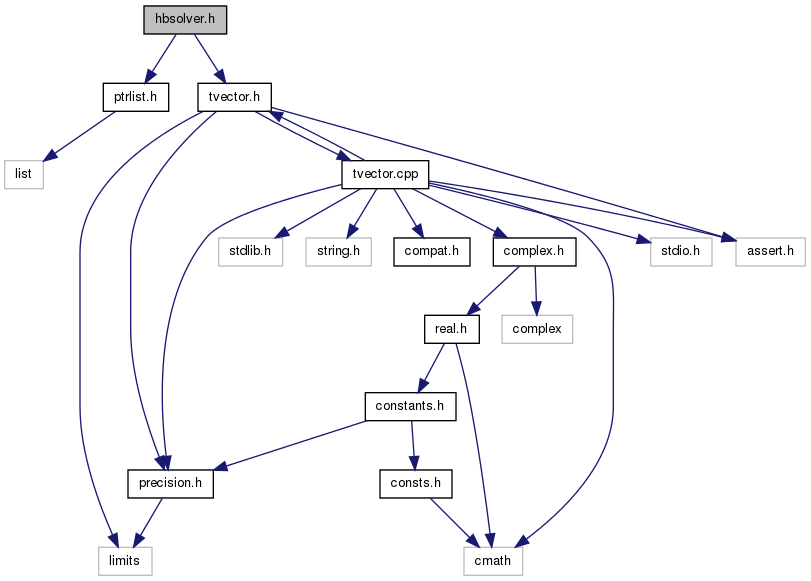 hbsolver.h
ptrlist.h
tvector.h
list
tvector.cpp
stdlib.h
string.h
compat.h
complex.h
stdio.h
assert.h
real.h
complex
constants.h
precision.h
consts.h
limits
cmath